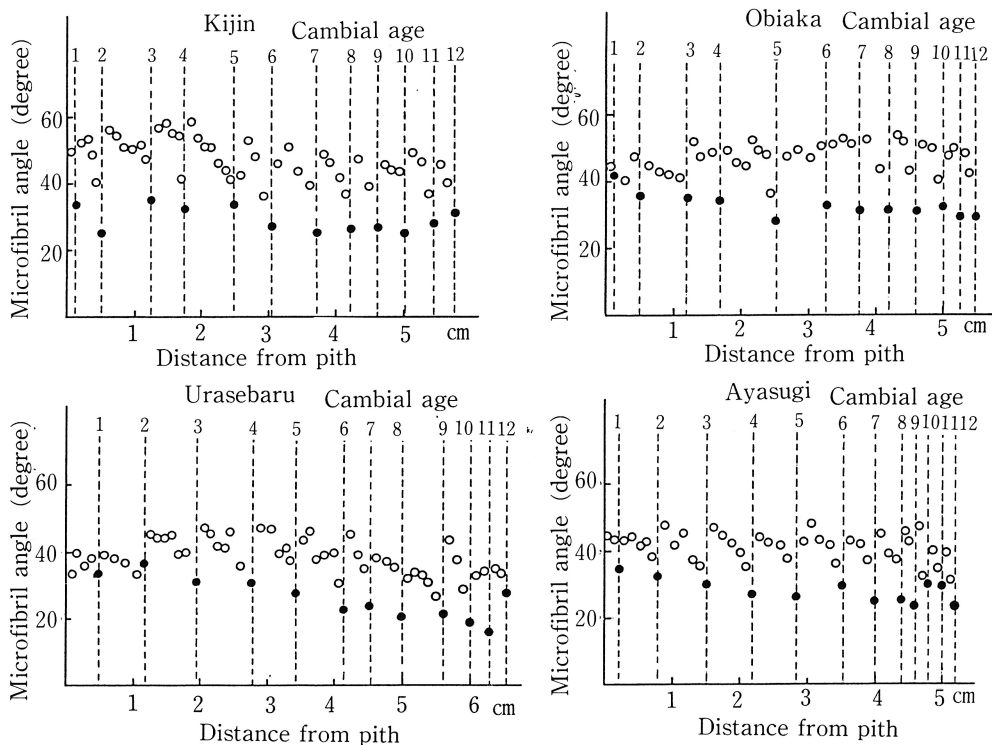 Kijin
Cambial age
1 2 3 4 5 6 7 8 9 10 11 12
Microfibril angle (degree)
60
40
20
1 2 3 4 5 cm
Distance from pith
Obiaka
Cambial age
1 2 3 4 5 6 7 8 9 10 11 12
Microfibril angle (degree)
60
40
20
1 2 3 4 5 cm
Distance from pith
Urasebaru
Cambial age
1 2 3 4 5 6 7 8 9 10 11 12
Microfibril angle (degree)
60
40
20
1 2 3 4 5 6 cm
Distance from pith
Ayasugi
Cambial age
1 2 3 4 5 6 7 8 9 10 11 12
Microfibril angle (degree)
60
40
20
1 2 3 4 5 cm
Distance from pith